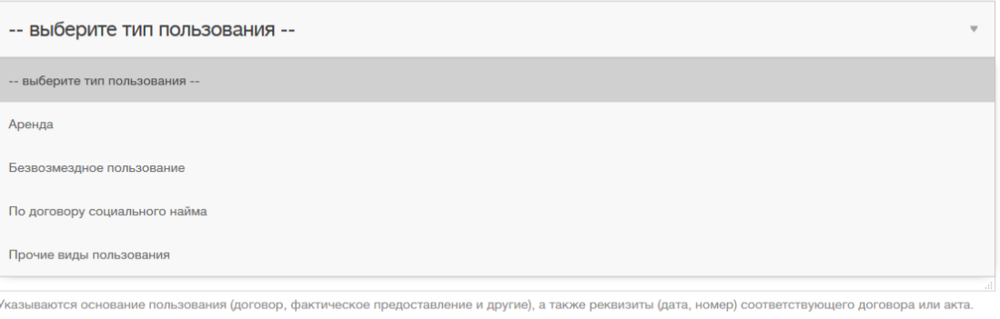 -- выберите тип пользования --
-- выберите тип пользования --
Аренда
Безвозмездное пользование
По договору социального найма
Прочие виды пользования
Указываются основание пользования (договор, фактическое предоставление и другие), а также реквизиты (дата, номер) соответствующего договора или акта.